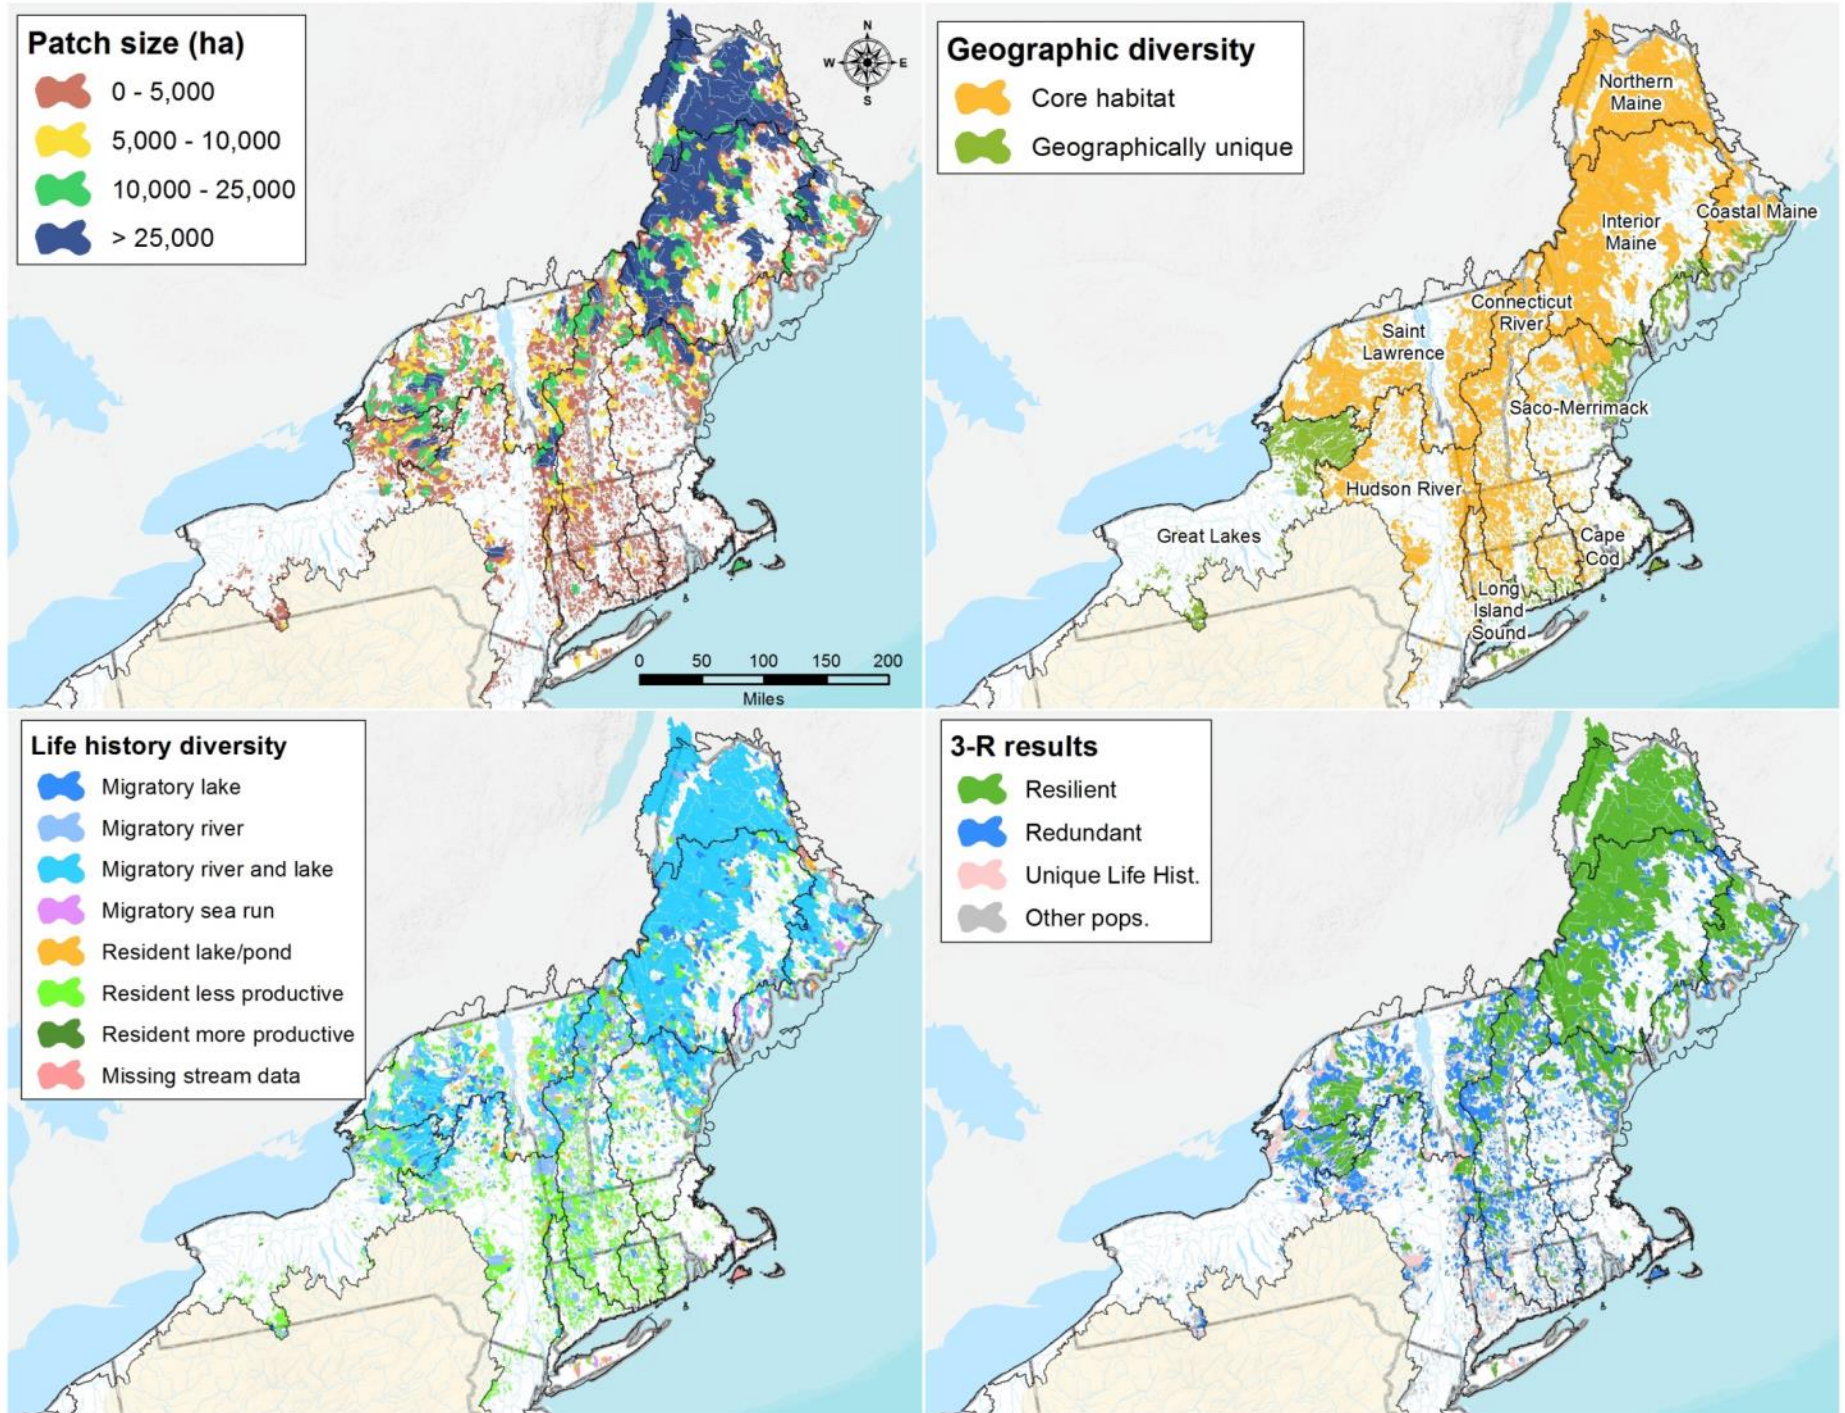 Patch size (ha)
0 - 5,000
5,000 - 10,000
10,000 - 25,000
> 25,000
N
W
E
S
0 50 100 150 200
Miles
Geographic diversity
Core habitat
Geographically unique
Northern
Maine
Coastal Maine
Interior
Maine
Connecticut
River
Saint
Lawrence
Saco-Merrimack
Hudson River
Great Lakes
Cape
Cod
Long
Island
Sound
Life history diversity
Migratory lake
Migratory river
Migratory river and lake
Migratory sea run
Resident lake/pond
Resident less productive
Resident more productive
Missing stream data
3-R results
Resilient
Redundant
Unique Life Hist.
Other pops.